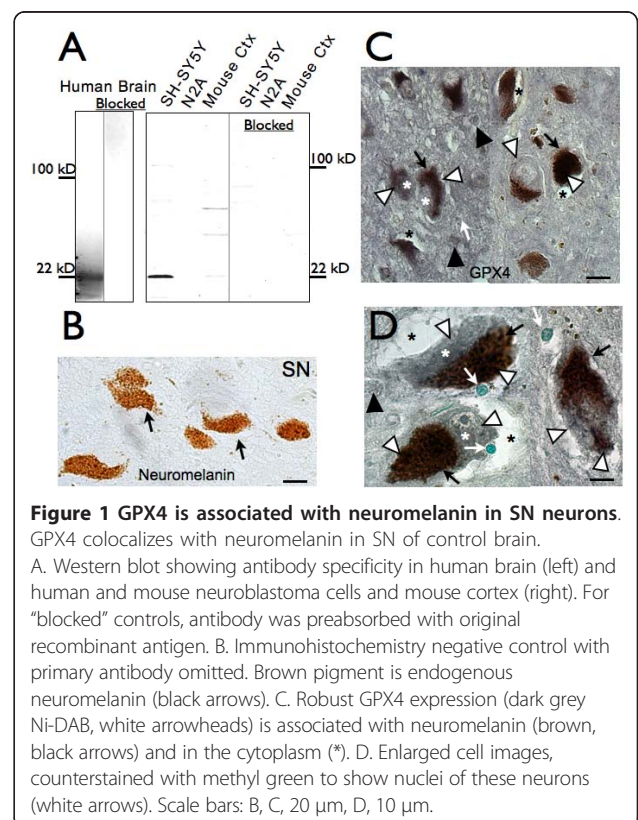 A
Human Brain
Blocked
SH-SY5Y
N2A
Mouse Ctx
SH-SY5Y
N2A
Mouse Ctx
Blocked
100 kD
100 kD
22 kD
22 kD
B
SN
Neuromelanin
C
*
*
*
*
*
*
GPX4
D
*
*
*
*
Figure 1 GPX4 is associated with neuromelanin in SN neurons.
GPX4 colocalizes with neuromelanin in SN of control brain.
A. Western blot showing antibody specificity in human brain (left) and
human and mouse neuroblastoma cells and mouse cortex (right). For
“blocked” controls, antibody was preabsorbed with original
recombinant antigen. B. Immunohistochemistry negative control with
primary antibody omitted. Brown pigment is endogenous
neuromelanin (black arrows). C. Robust GPX4 expression (dark grey
Ni-DAB, white arrowheads) is associated with neuromelanin (brown,
black arrows) and in the cytoplasm (*). D. Enlarged cell images,
counterstained with methyl green to show nuclei of these neurons
(white arrows). Scale bars: B, C, 20 µm, D, 10 µm.